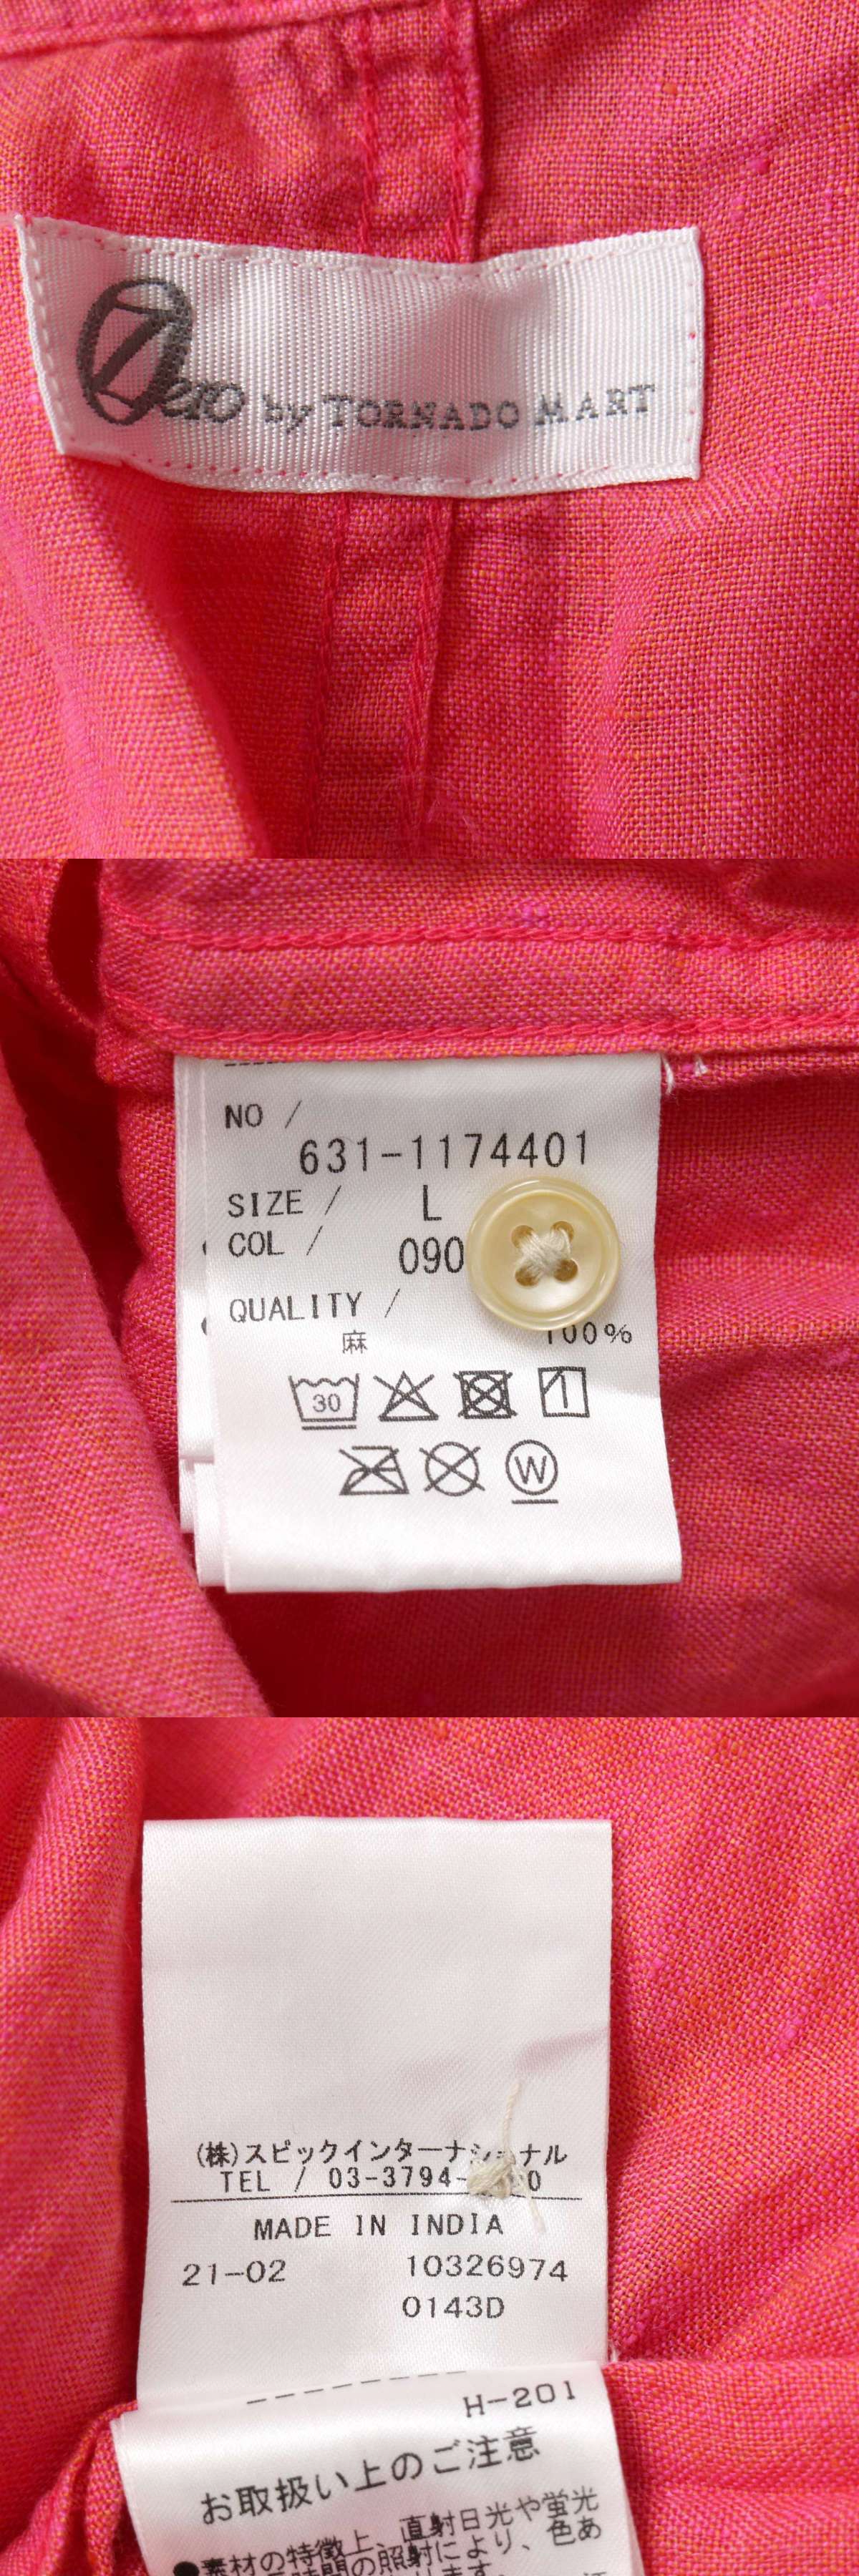 Zero by TORNADO MART
NO /
631-1174401
SIZE / L
COL / 090
QUALITY /
麻 100%
30
W
(株)スピックインターナショナル
TEL / 03-3794-
MADE IN INDIA
21-02 10326974
0143D
H-201
お取扱い上のご注意
●素材の特徴上、直射日光や蛍光
の照射により、色あ